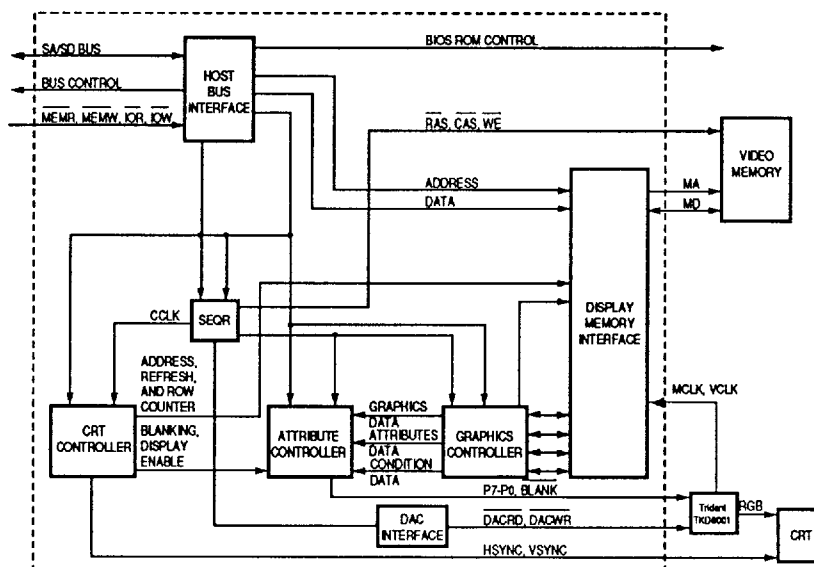 SA/SD BUS
BIOS ROM CONTROL
HOST
BUS
INTERFACE
BUS CONTROL
MEMR, MEMW, IOR, IOW
RAS, CAS, WE
VIDEO
MEMORY
ADDRESS
MA
DATA
MD
DISPLAY
MEMORY
INTERFACE
CCLK
SEQR
ADDRESS,
REFRESH,
AND ROW
COUNTER
MCLK, VCLK
CRT
CONTROLLER
BLANKING,
DISPLAY
ENABLE
ATTRIBUTE
CONTROLLER
GRAPHICS
DATA
ATTRIBUTES
DATA
CONDITION
DATA
GRAPHICS
CONTROLLER
P7-P0, BLANK
Trident
TKD8001
RGB
DAC
INTERFACE
DACRD, DACWR
CRT
HSYNC, VSYNC